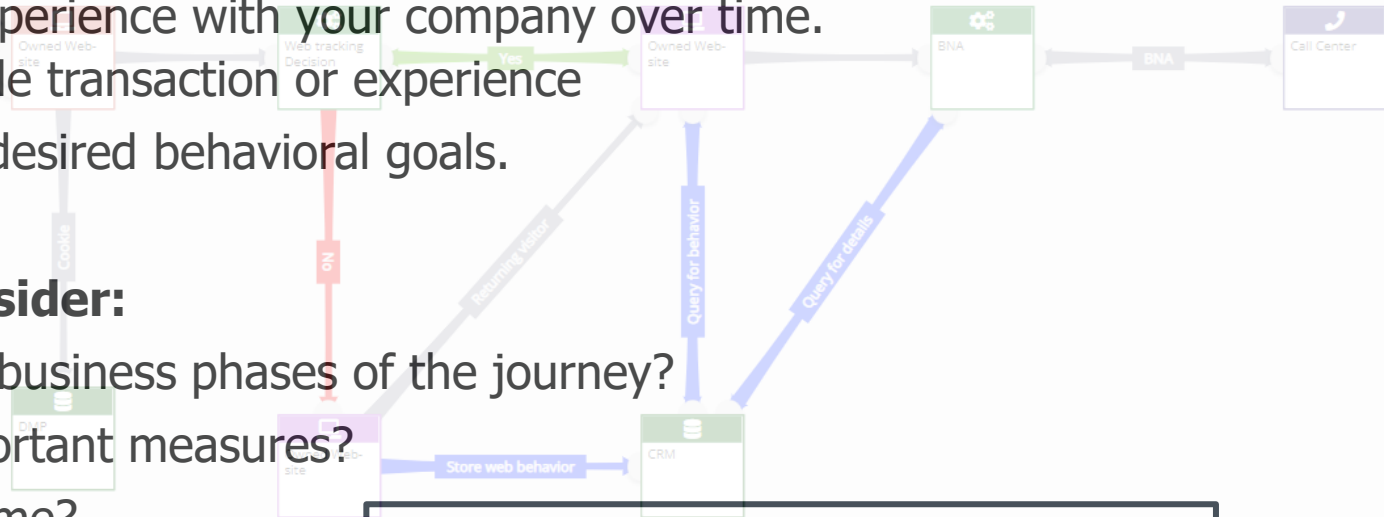 perience with your company over time.
Owned Web-
site
Web tracking
Decision
Yes
Owned Web-
site
BNA
BNA
Call Center
le transaction or experience
desired behavioral goals.
Cookie
No
Returning visitor
Query for behavior
Query for details
sider:
business phases of the journey?
DMP
ortant measures?
site
Store web behavior
CRM
me?